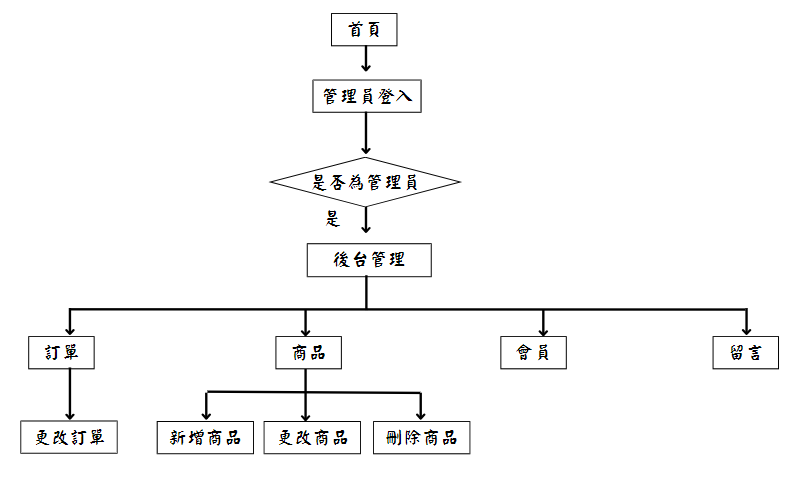 首頁
管理員登入
是否為管理員
是
後台管理
訂單
商品
會員
留言
更改訂單
新增商品
更改商品
刪除商品